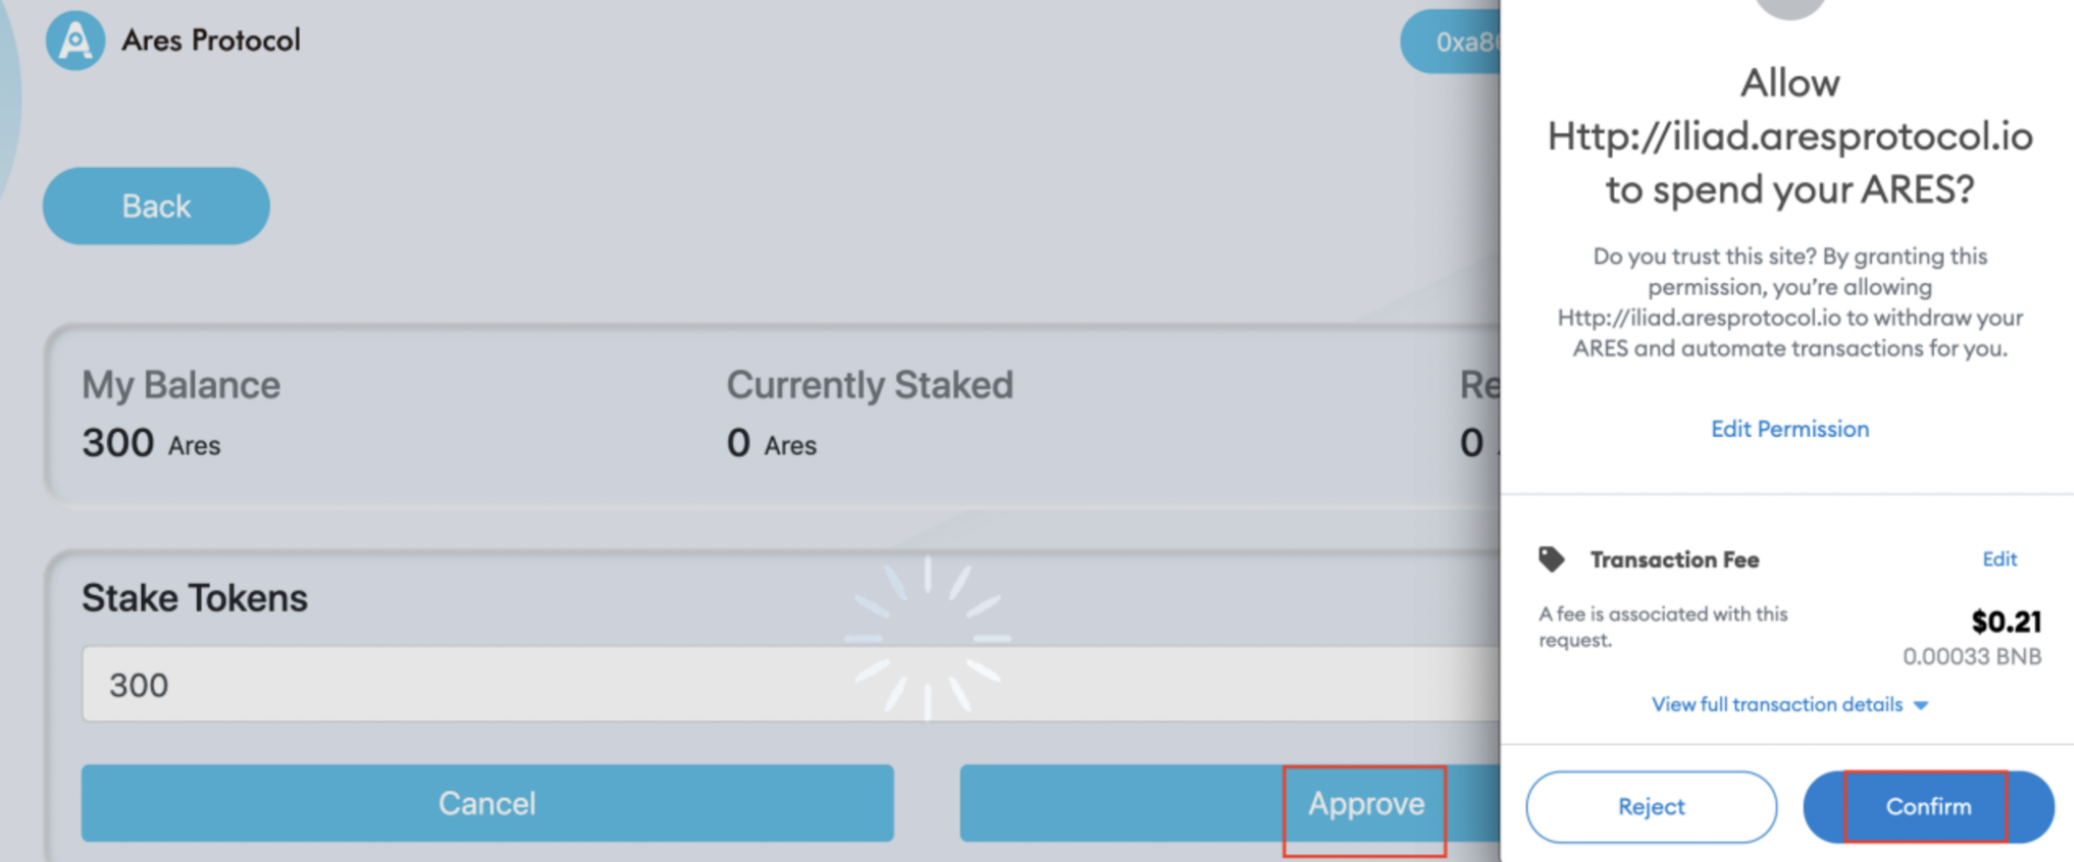 Ares Protocol
0xa8
Back
My Balance
300 Ares
Currently Staked
0 Ares
Re
0
Stake Tokens
300
Cancel
Approve
Allow
Http://iliad.aresprotocol.io
to spend your ARES?
Do you trust this site? By granting this
permission, you’re allowing
Http://iliad.aresprotocol.io to withdraw your
ARES and automate transactions for you.
Edit Permission
Transaction Fee
Edit
A fee is associated with this
request.
$0.21
0.00033 BNB
View full transaction details
Reject
Confirm